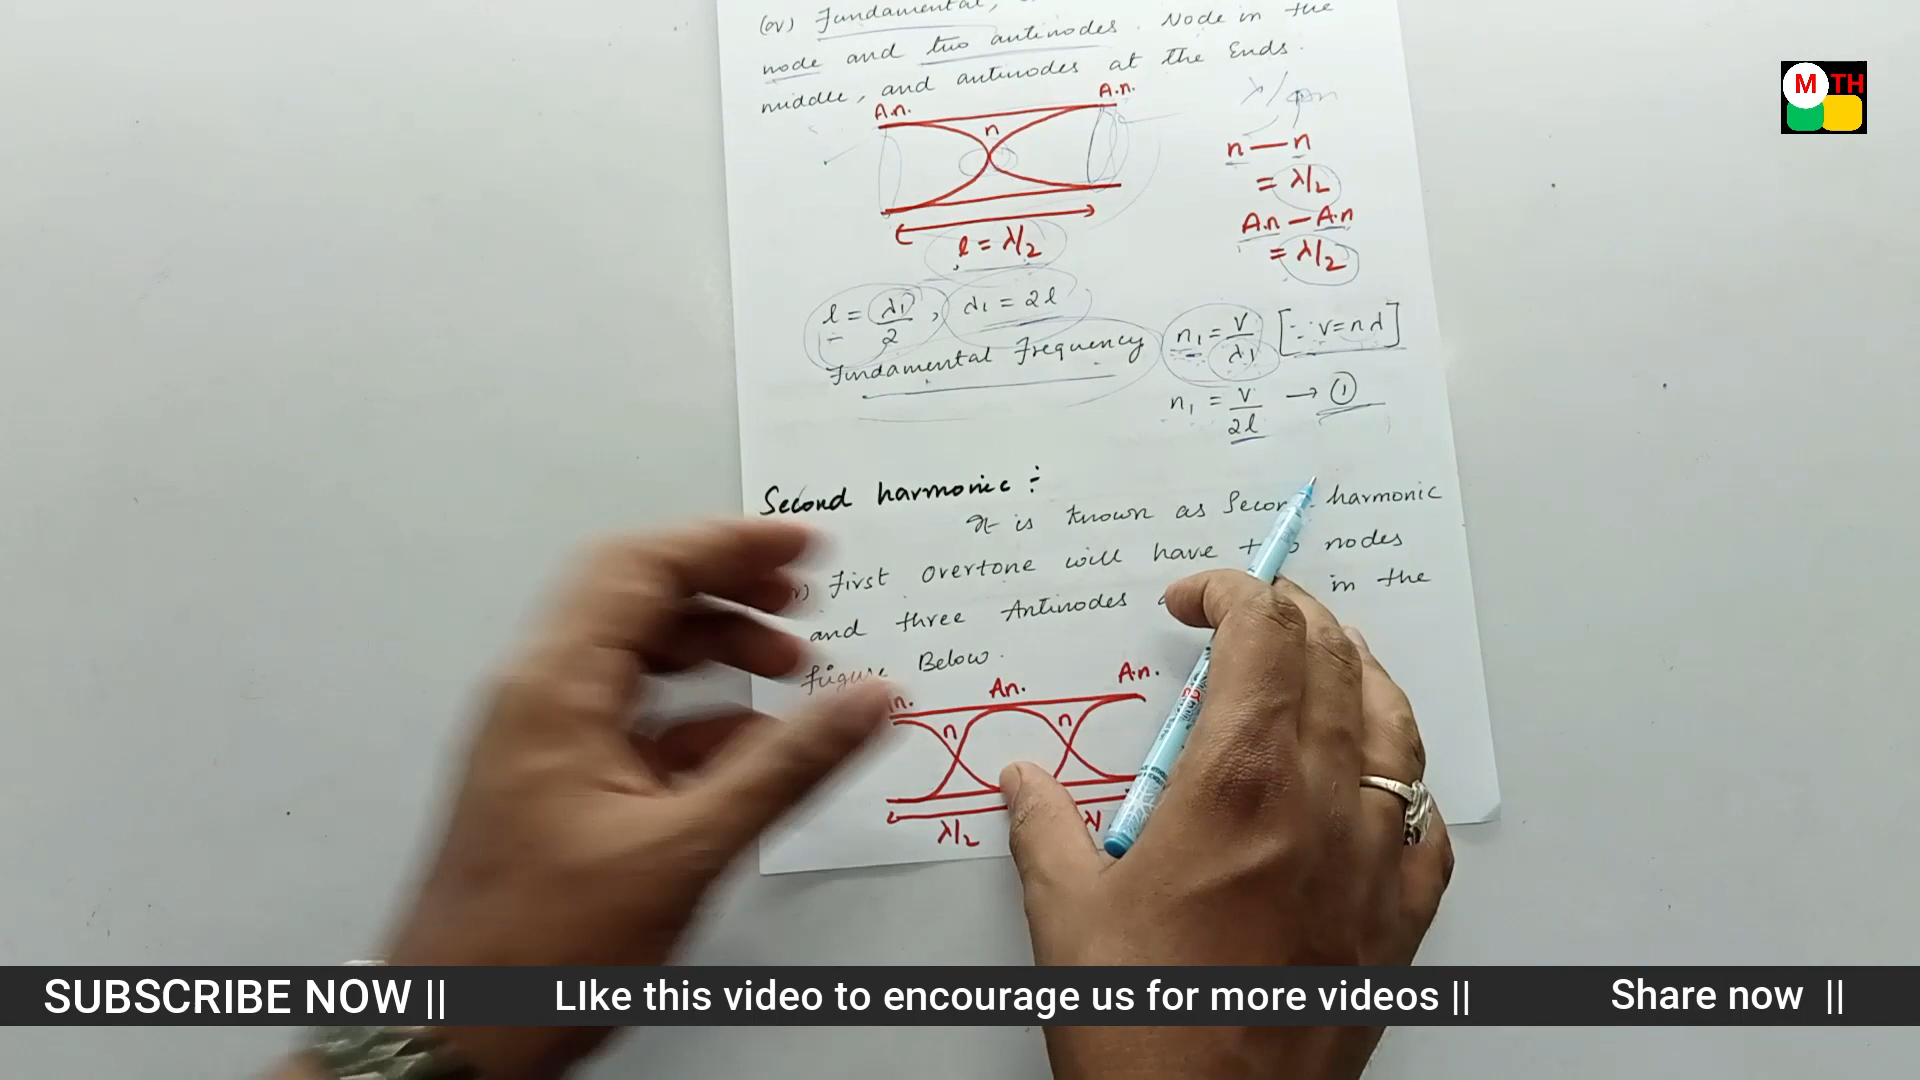 (or) Fundamental,
node and two antinodes. Node in the
middle, and antinodes at the Ends.
A.n. A.n.
n
l = λ/2
λ/
n — n
= λ/2
A.n — A.n
= λ/2
l = λ1/2, λ1 = 2l
Fundamental Frequency n1 = V/λ1 [∵ v=nλ]
n1 = V/2l → ①
Second harmonic :-
It is known as Second harmonic
First overtone will have nodes
and three Antinodes in the
figure Below.
An. A.n.
n n
λ/2
M TH
SUBSCRIBE NOW || LIke this video to encourage us for more videos || Share now ||